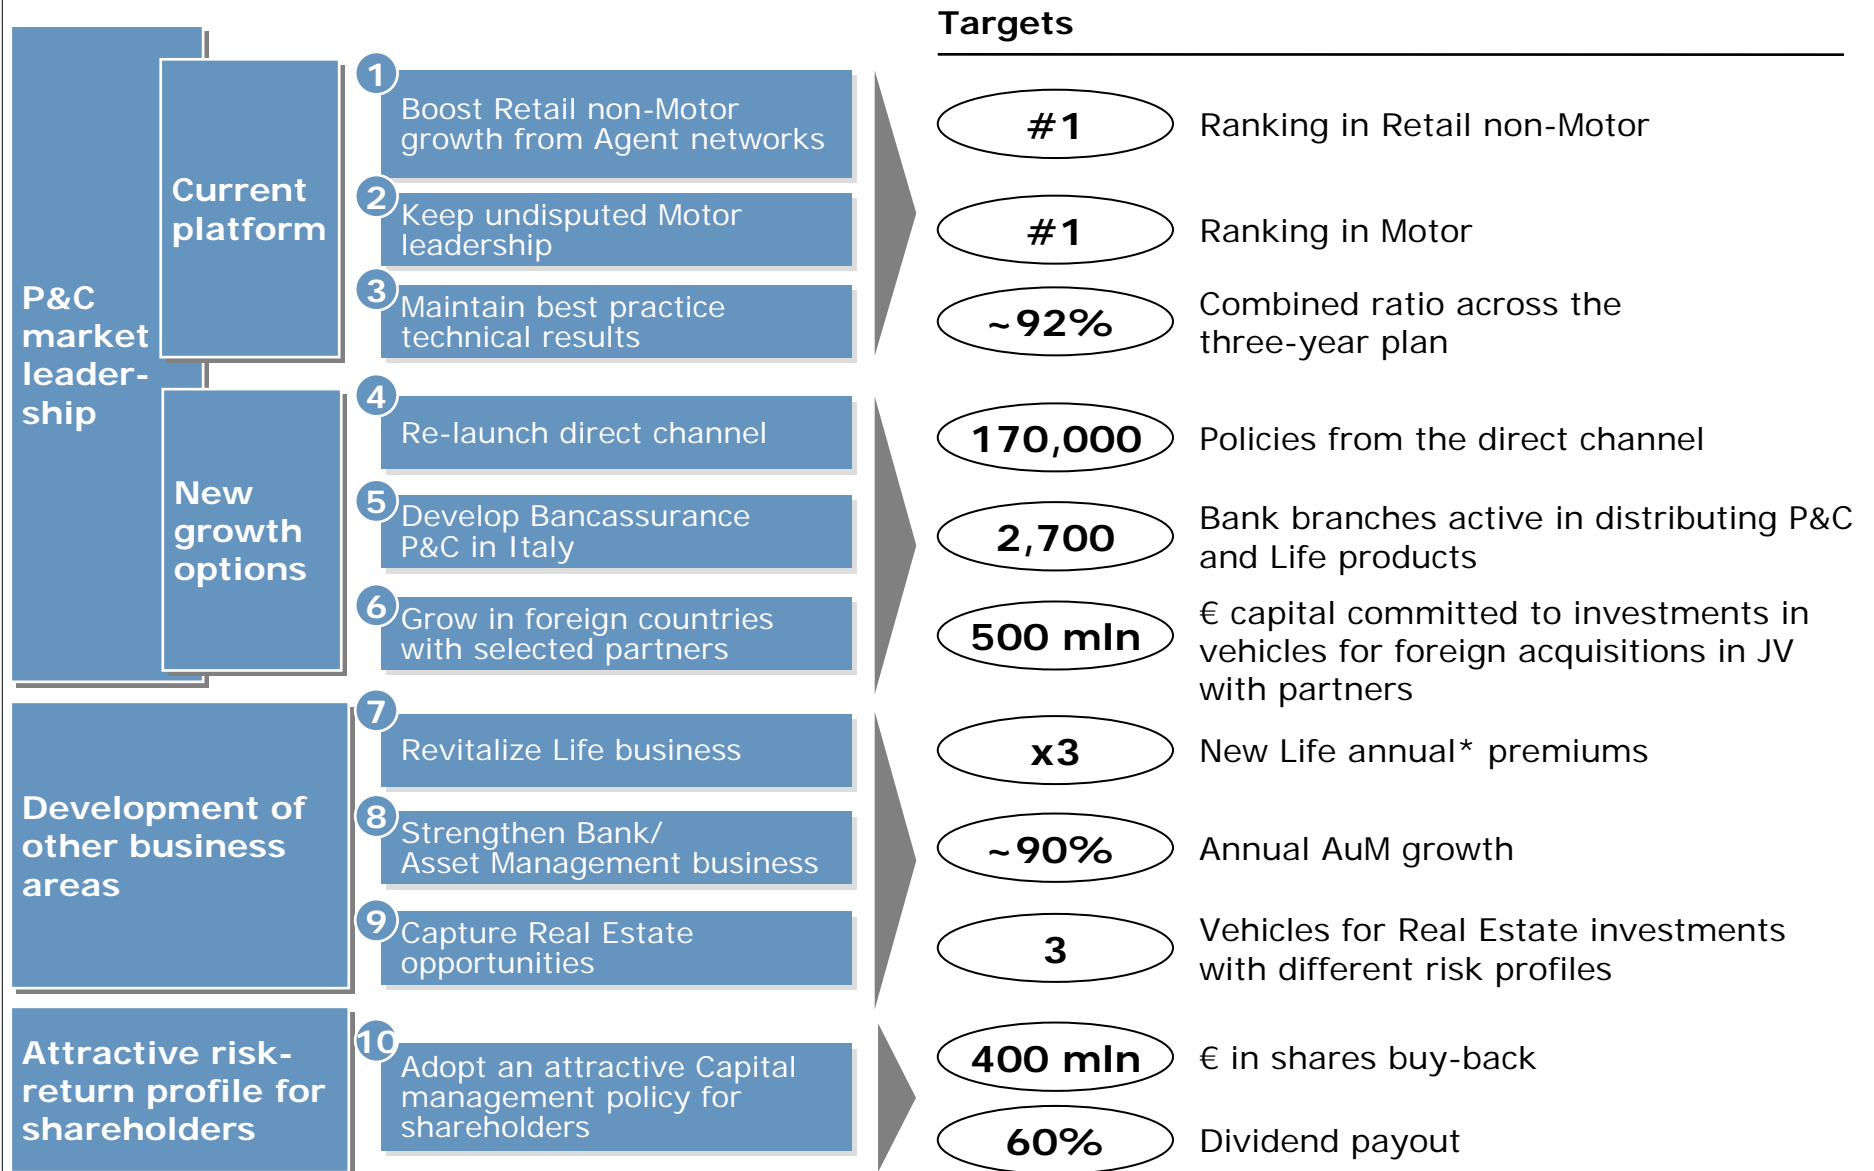 Targets
P&C
market
leader-
ship
Current
platform
1
Boost Retail non-Motor
growth from Agent networks
#1
Ranking in Retail non-Motor
2
Keep undisputed Motor
leadership
#1
Ranking in Motor
3
Maintain best practice
technical results
~92%
Combined ratio across the
three-year plan
New
growth
options
4
Re-launch direct channel
170,000
Policies from the direct channel
5
Develop Bancassurance
P&C in Italy
2,700
Bank branches active in distributing P&C
and Life products
6
Grow in foreign countries
with selected partners
500 mln
€ capital committed to investments in
vehicles for foreign acquisitions in JV
with partners
Development of
other business
areas
7
Revitalize Life business
x3
New Life annual* premiums
8
Strengthen Bank/
Asset Management business
~90%
Annual AuM growth
9
Capture Real Estate
opportunities
3
Vehicles for Real Estate investments
with different risk profiles
Attractive risk-
return profile for
shareholders
10
Adopt an attractive Capital
management policy for
shareholders
400 mln
€ in shares buy-back
60%
Dividend payout